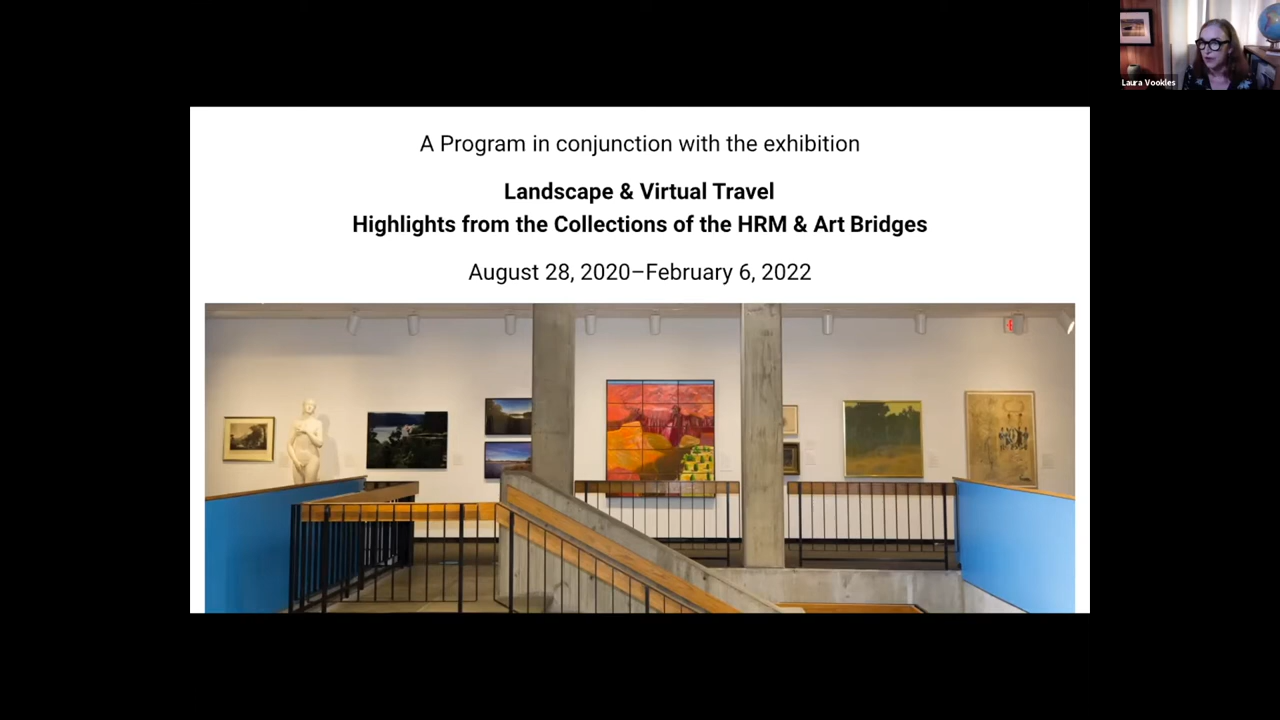 Laura Vookles
A Program in conjunction with the exhibition
Landscape & Virtual Travel
Highlights from the Collections of the HRM & Art Bridges
August 28, 2020–February 6, 2022